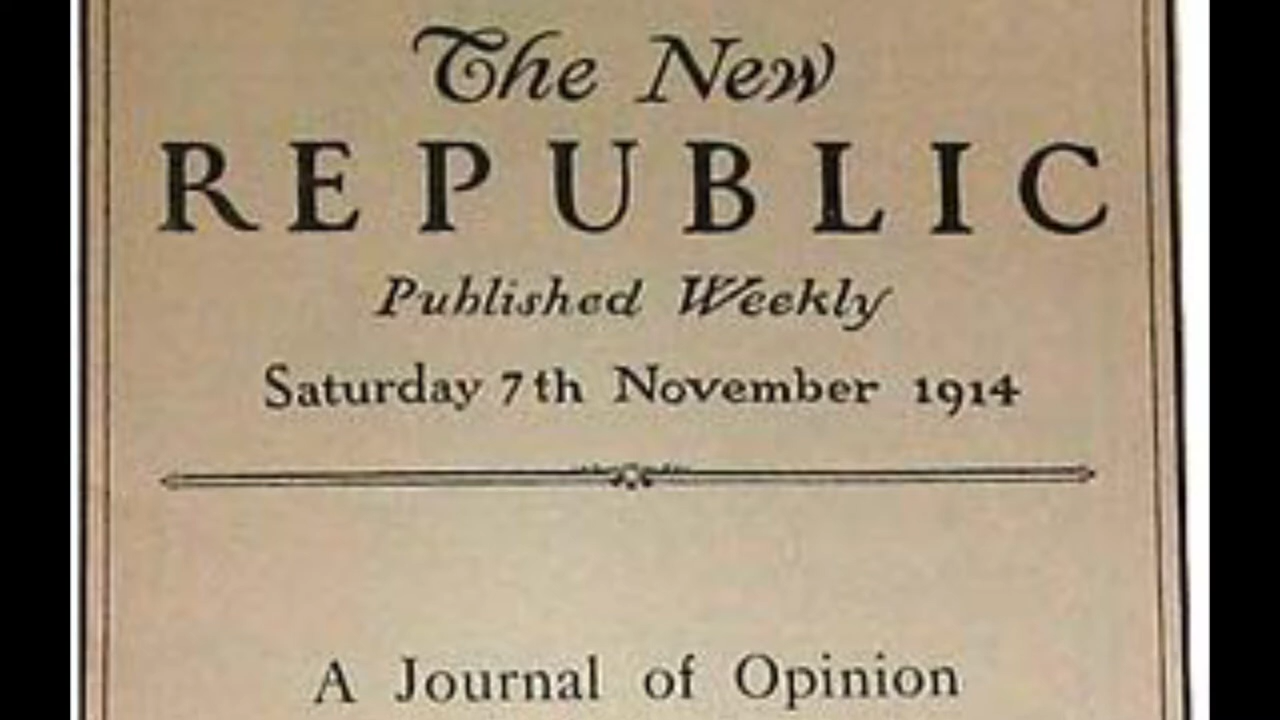 The New
REPUBLIC
Published Weekly
Saturday 7th November 1914
A Journal of Opinion